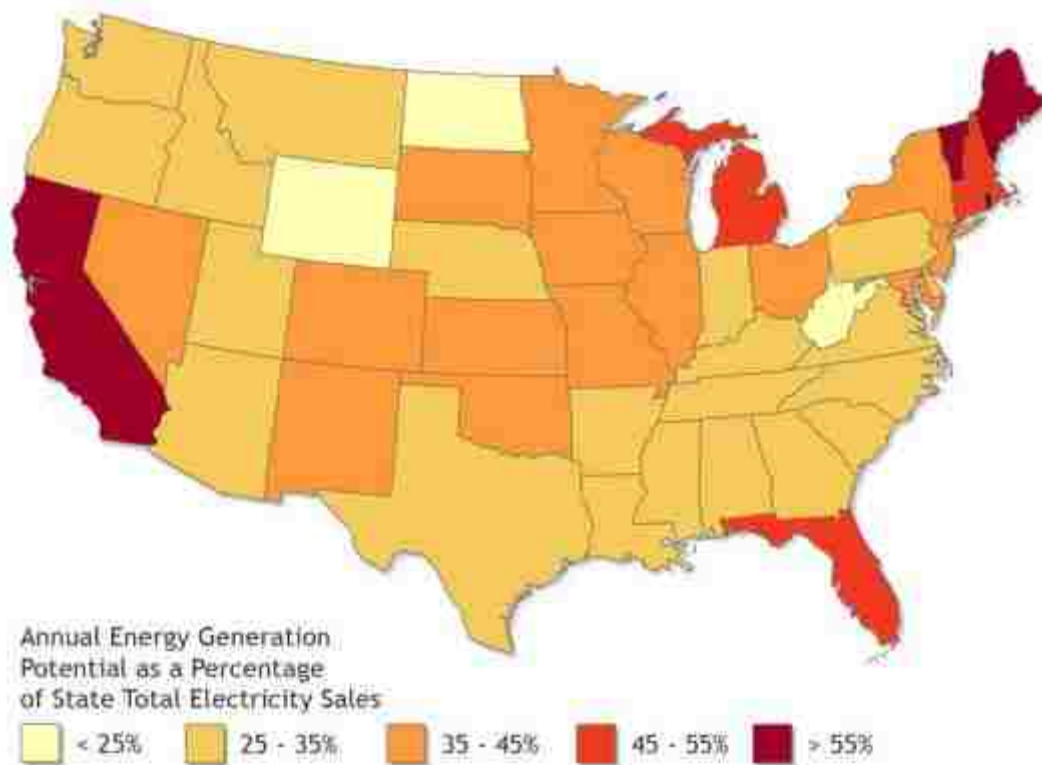 Annual Energy Generation
Potential as a Percentage
of State Total Electricity Sales
< 25%
25 - 35%
35 - 45%
45 - 55%
> 55%